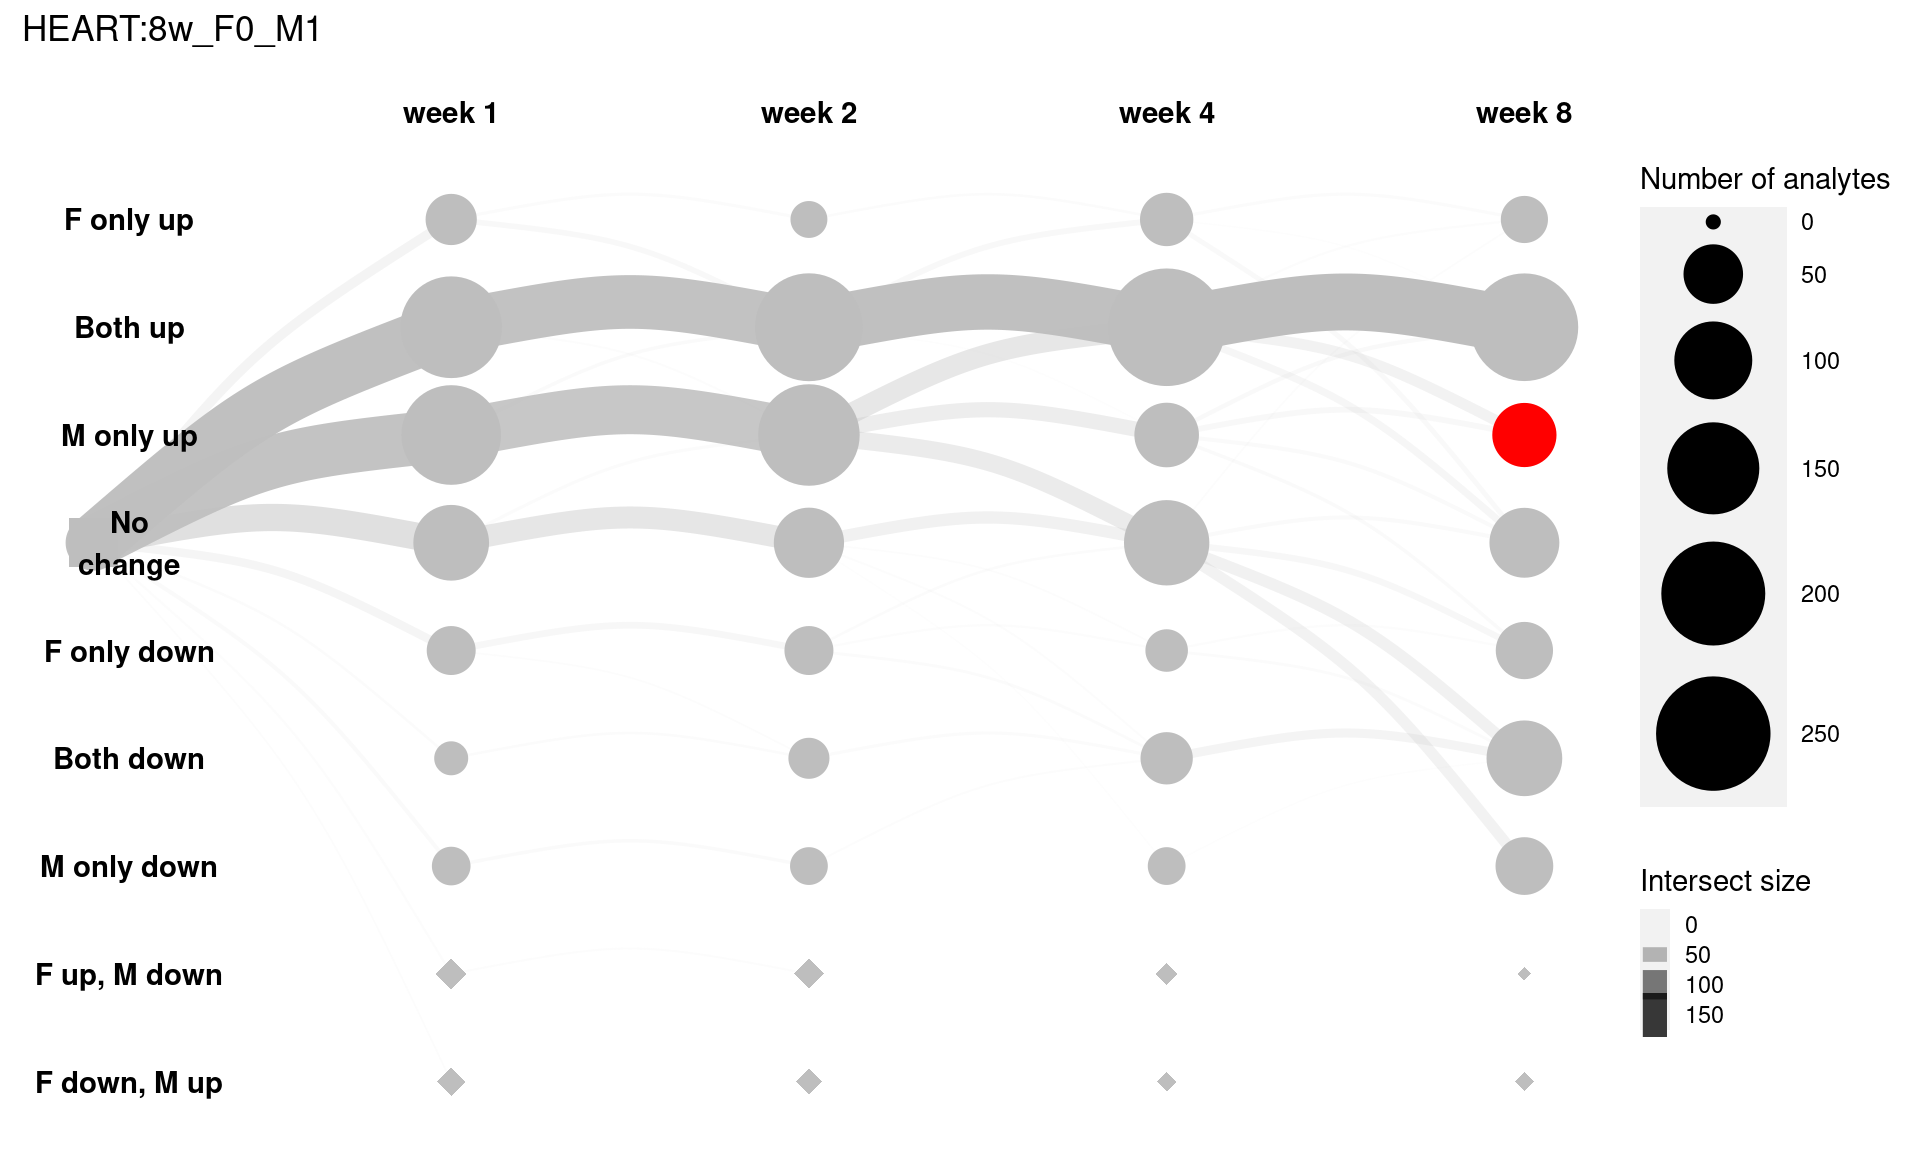 HEART:8w_F0_M1
week 1 week 2 week 4 week 8
F only up
Both up
M only up
No
change
F only down
Both down
M only down
F up, M down
F down, M up
Number of analytes
0
50
100
150
200
250
Intersect size
0
50
100
150